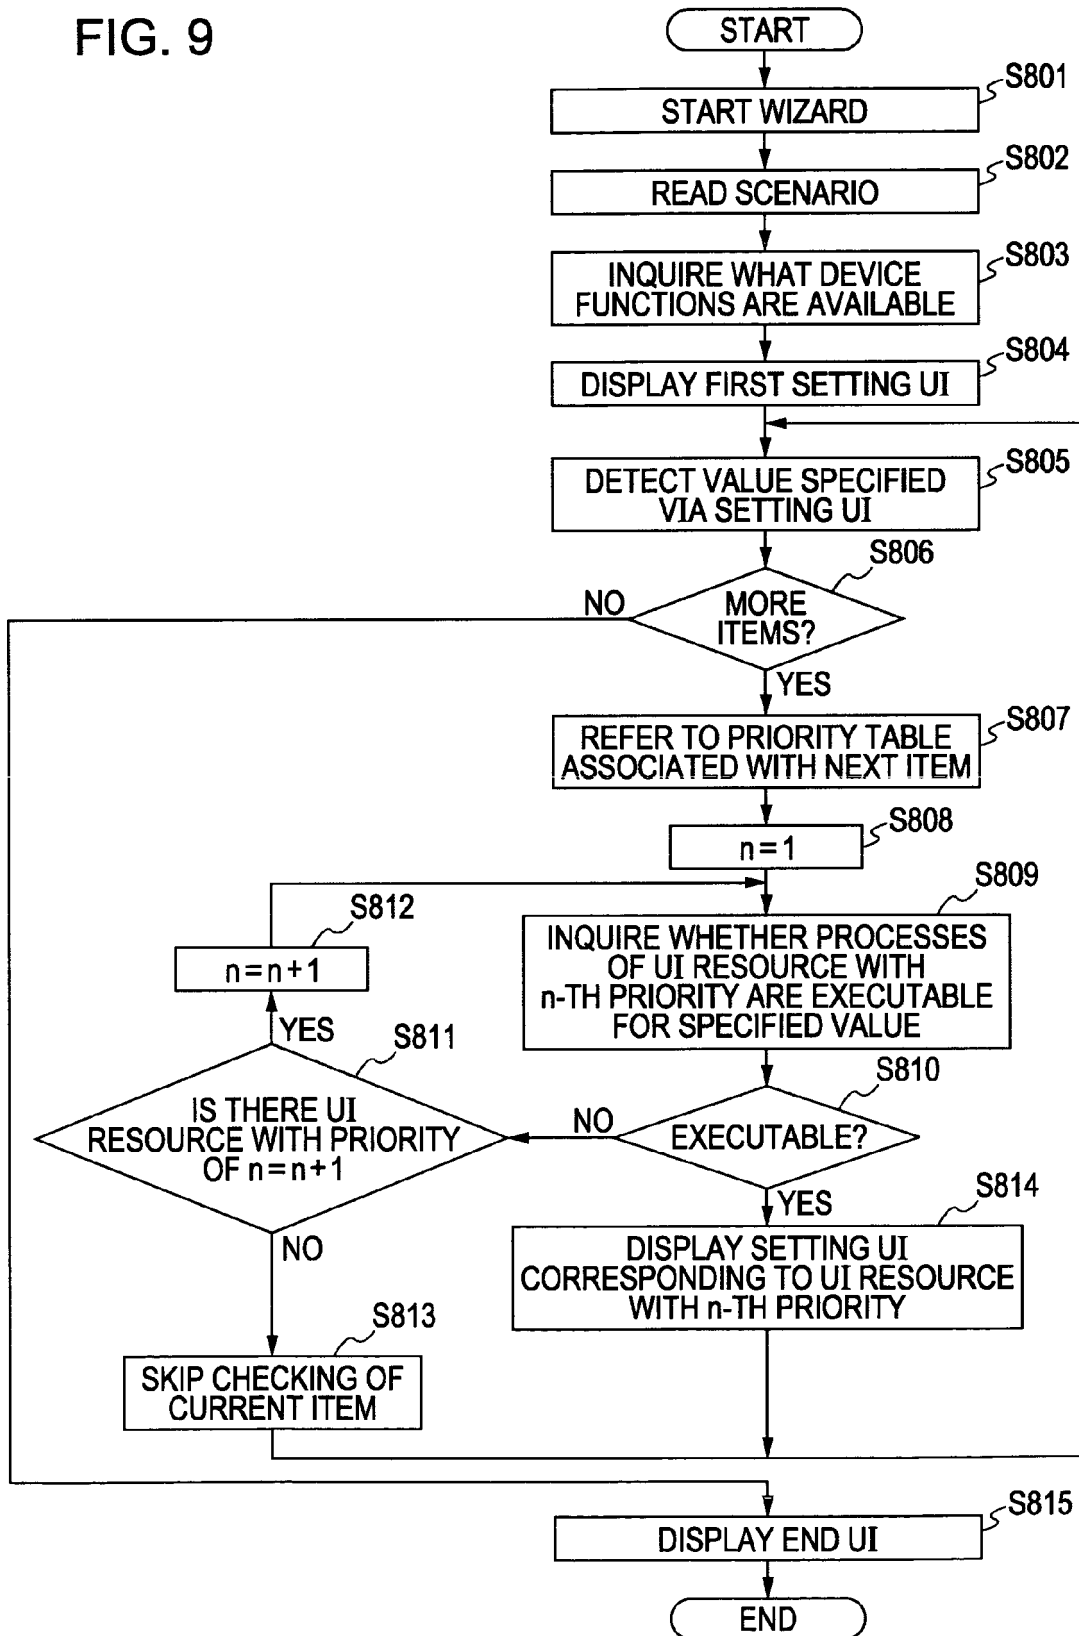 FIG. 9
START
S801
START WIZARD
S802
READ SCENARIO
S803
INQUIRE WHAT DEVICE
FUNCTIONS ARE AVAILABLE
S804
DISPLAY FIRST SETTING UI
S805
DETECT VALUE SPECIFIED
VIA SETTING UI
S806
NO
MORE
ITEMS?
YES
S807
REFER TO PRIORITY TABLE
ASSOCIATED WITH NEXT ITEM
S808
n=1
S809
INQUIRE WHETHER PROCESSES
OF UI RESOURCE WITH
n-TH PRIORITY ARE EXECUTABLE
FOR SPECIFIED VALUE
S812
n=n+1
YES
S811
IS THERE UI
RESOURCE WITH PRIORITY
OF n=n+1
NO
S810
NO
EXECUTABLE?
YES
S814
DISPLAY SETTING UI
CORRESPONDING TO UI RESOURCE
WITH n-TH PRIORITY
S813
SKIP CHECKING OF
CURRENT ITEM
S815
DISPLAY END UI
END